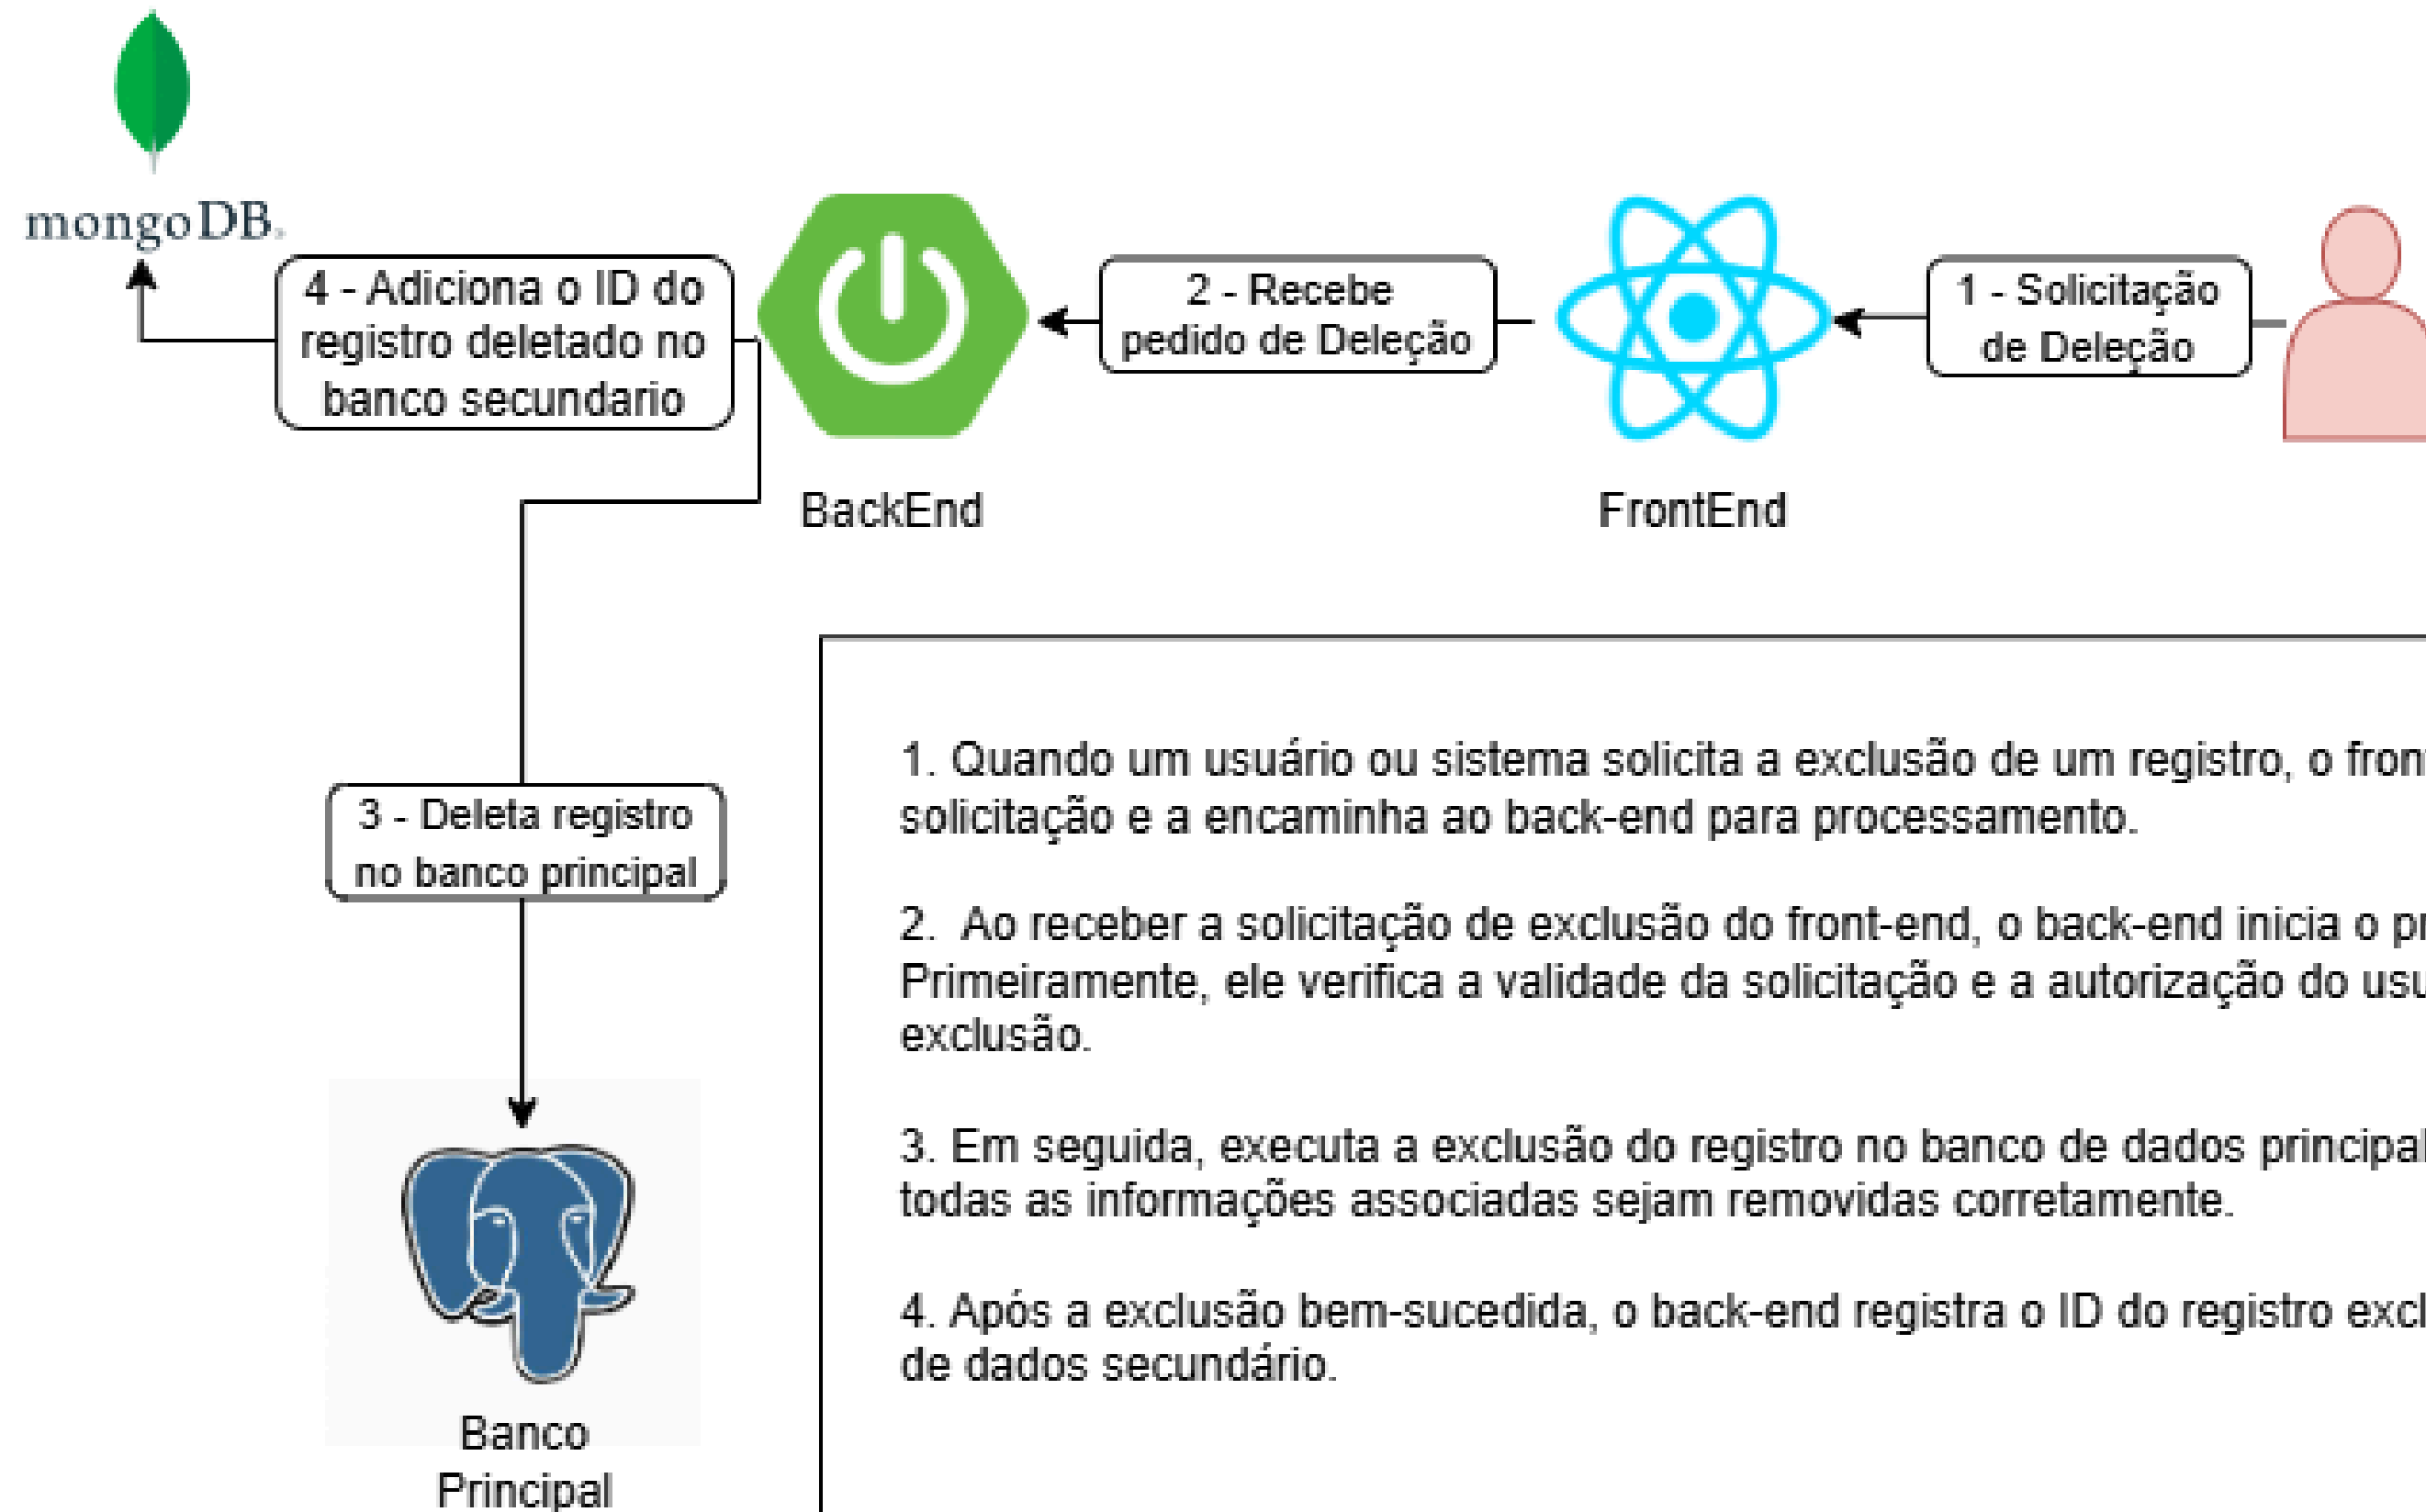 mongoDB.
4 - Adiciona o ID do
registro deletado no
banco secundario
2 - Recebe
pedido de Deleção
1 - Solicitação
de Deleção
BackEnd
FrontEnd
3 - Deleta registro
no banco principal
Banco
Principal
1. Quando um usuário ou sistema solicita a exclusão de um registro, o
solicitação e a encaminha ao back-end para processamento.
2. Ao receber a solicitação de exclusão do front-end, o back-end inicia o
Primeiramente, ele verifica a validade da solicitação e a autorização do
exclusão.
3. Em seguida, executa a exclusão do registro no banco de dados principal
todas as informações associadas sejam removidas corretamente.
4. Após a exclusão bem-sucedida, o back-end registra o ID do registro
de dados secundário.